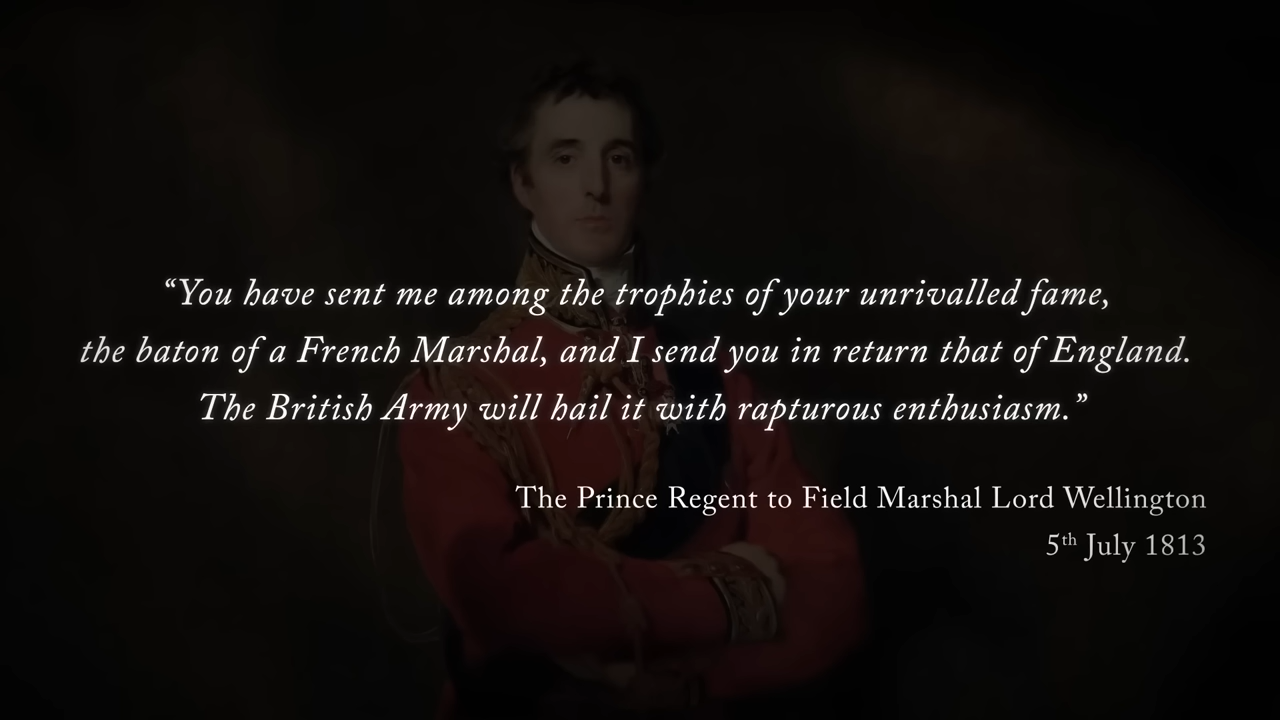 “You have sent me among the trophies of your unrivalled fame,
the baton of a French Marshal, and I send you in return that of England.
The British Army will hail it with rapturous enthusiasm.”
The Prince Regent to Field Marshal Lord Wellington
5th July 1813